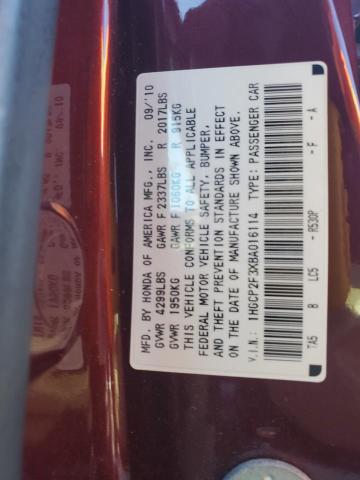 MFD. BY HONDA OF AMERICA MFG., INC. 09/'10
GVWR 4299LBS GAWR F 2337LBS R 2017LBS
GVWR 1950KG GAWR F 1060KG R 915KG
THIS VEHICLE CONFORMS TO ALL APPLICABLE
FEDERAL MOTOR VEHICLE SAFETY, BUMPER,
AND THEFT PREVENTION STANDARDS IN EFFECT
ON THE DATE OF MANUFACTURE SHOWN ABOVE.
V.I.N.: 1HGCP2F3XBA016114 TYPE: PASSENGER CAR
TA5 B LC5 - R530P - F - A